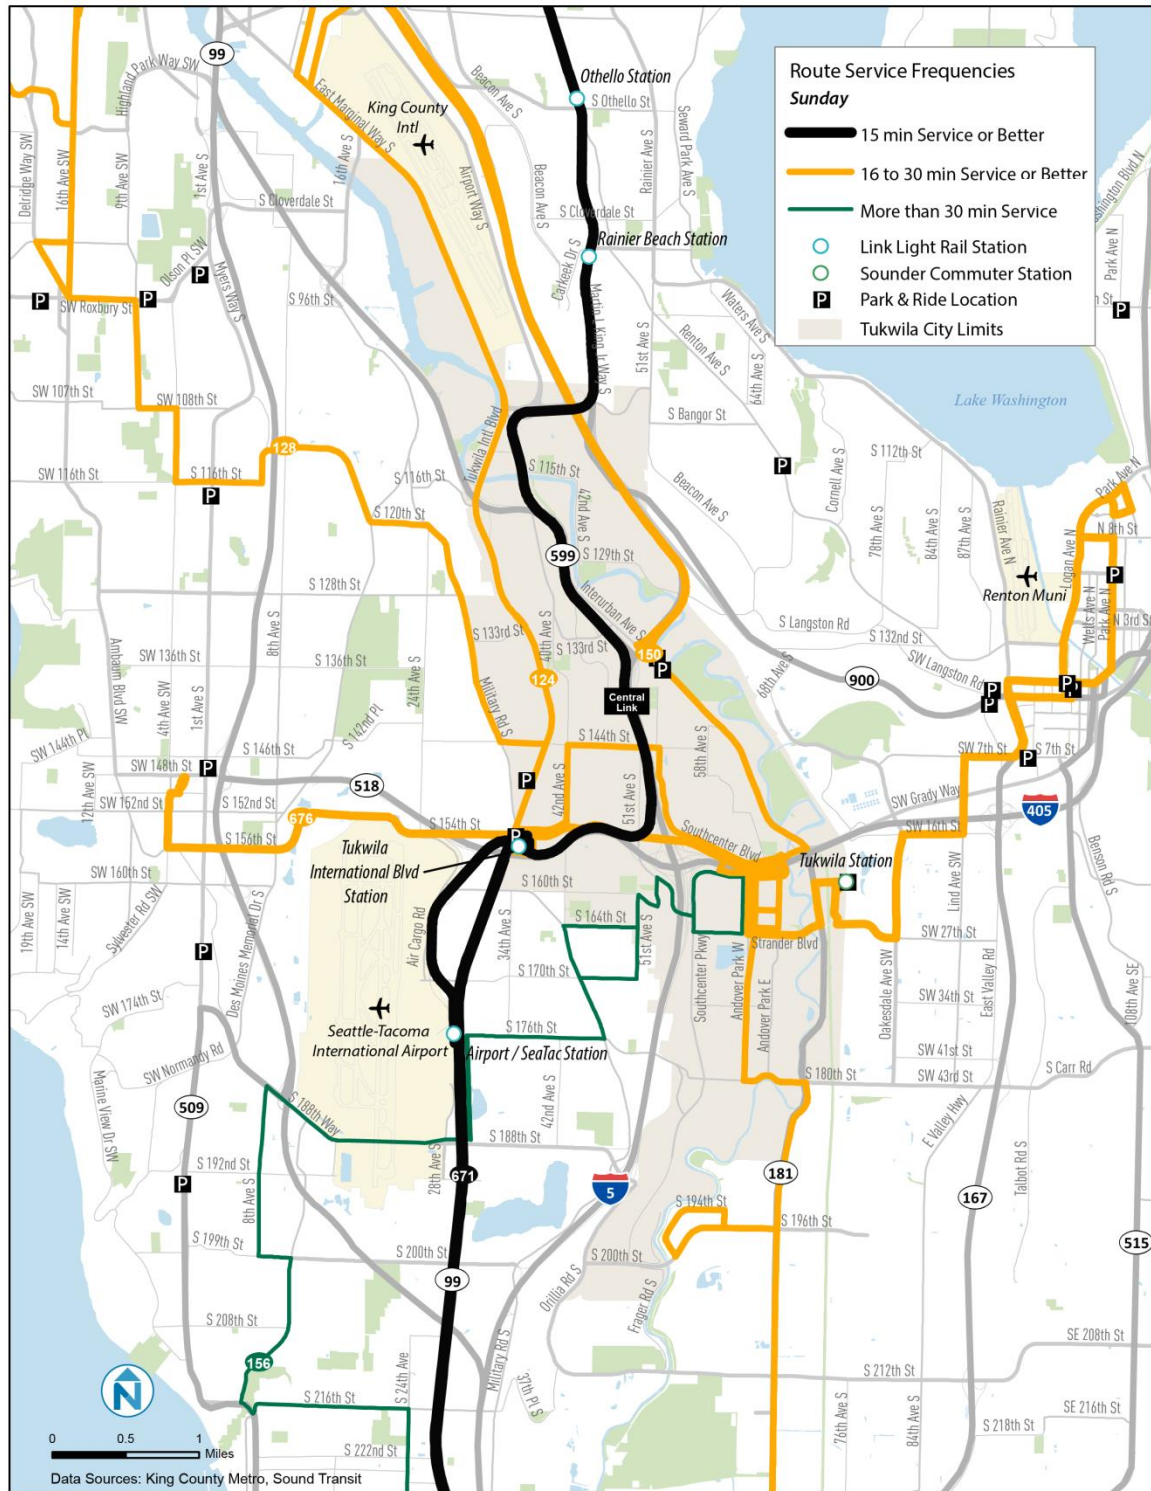 Route Service Frequencies
Sunday
15 min Service or Better
16 to 30 min Service or Better
More than 30 min Service
Link Light Rail Station
Sounder Commuter Station
P
Park & Ride Location
Tukwila City Limits
99
Highland Park Way SW
Delridge Way SW
16th Ave SW
9th Ave SW
1st Ave S
East Marginal Way S
King County
Intl
16th Ave S
Airport Way S
Beacon Ave S
Othello Station
S Othello St
Beacon Ave S
Rainier Ave S
Seward Park Ave S
S Cloverdale St
S Cloverdale St
Rainier Beach Station
Carkeek Dr S
Martin L King Jr Way S
Olson Pl SW
Myers Way S
S 96th St
SW Roxbury St
51st Ave S
Renton Ave S
Waters Ave S
64th Ave S
Park Ave N
Lake Washington
SW 107th St
SW 108th St
128
SW 116th St
S 116th St
S 116th St
S 120th St
Tukwila Intl Blvd
S 115th St
42nd Ave S
S Bangor St
Beacon Ave S
Cornell Ave S
S 112th St
78th Ave S
84th Ave S
87th Ave S
Rainier Ave N
Renton Muni
Logan Ave N
Park Ave N
N 8th St
Wells Ave N
Park Ave N
N 3rd St
599
S 129th St
Interurban Ave S
S 128th St
S 133rd St
S 133rd St
40th Ave S
150
124
Central
Link
S Langston Rd
S 132nd St
SW Langston Rd
68th Ave S
900
Ambaum Blvd SW
SW 136th St
S 136th St
4th Ave SW
1st Ave S
8th Ave S
24th Ave S
S 142nd Pl
Military Rd S
SW 144th Pl
S 146th St
S 144th St
58th Ave S
SW 7th St
S 7th St
SW 148th St
12th Ave SW
SW 152nd St
S 152nd St
S 156th St
676
518
S 154th St
42nd Ave S
51st Ave S
Southcenter Blvd
SW Grady Way
SW 16th St
405
Benson Rd S
Tukwila
International Blvd
Station
Tukwila Station
SW 160th St
S 160th St
19th Ave SW
14th Ave SW
Sylvester Rd SW
Des Moines Memorial Dr S
Air Cargo Rd
34th Ave S
S 164th St
S 170th St
51st Ave S
Southcenter Pkwy
Andover Park W
Andover Park E
Strander Blvd
SW 27th St
Oakesdale Ave SW
Lind Ave SW
East Valley Rd
SW 34th St
108th Ave SE
SW 174th St
Seattle-Tacoma
International Airport
Airport / SeaTac Station
S 176th St
SW 41st St
S 180th St
SW 43rd St
S Carr Rd
SW Normandy Rd
Marine View Dr SW
509
S 188th Way
S 188th St
42nd Ave S
28th Ave S
671
E Valley Hwy
Talbot Rd S
S 192nd St
8th Ave S
5
181
167
S 194th St
S 196th St
S 199th St
S 200th St
S 200th St
99
Orillia Rd S
Frager Rd S
515
S 208th St
SE 208th St
156
S 24th Ave
Military Rd S
S 212th St
37th Pl S
S 216th St
76th Ave S
84th Ave S
SE 216th St
S 218th St
S 222nd St
N
0 0.5 1
Miles
Data Sources: King County Metro, Sound Transit